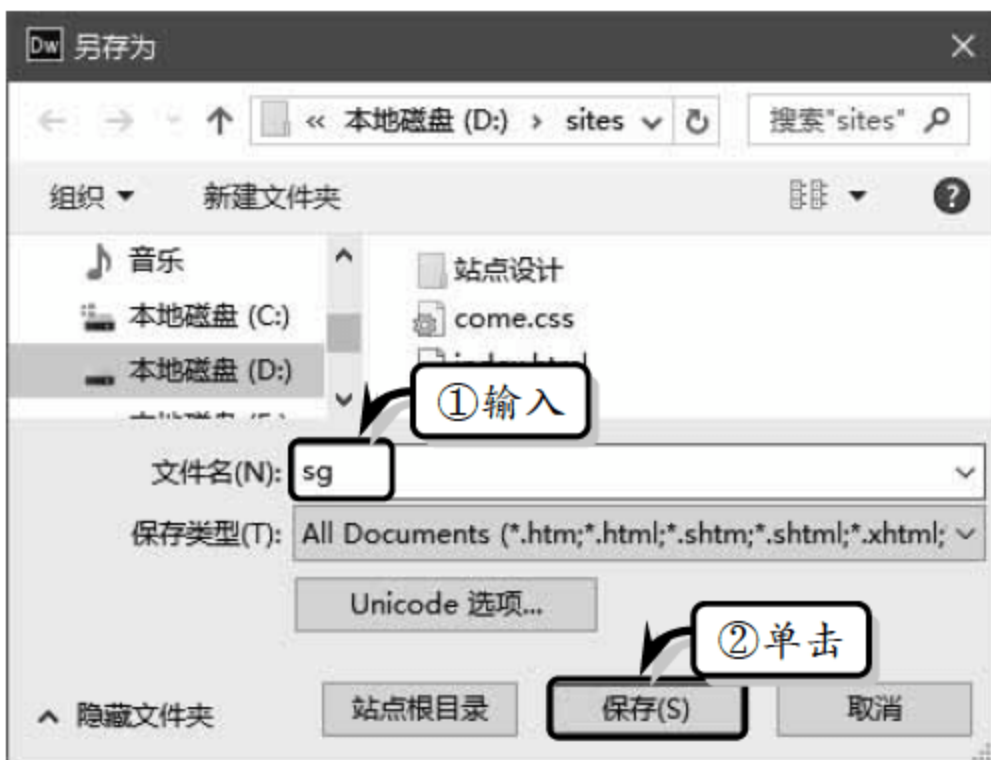 Dw 另存为
« 本地磁盘 (D:) › sites 搜索"sites"
组织 新建文件夹
音乐
本地磁盘 (C:)
本地磁盘 (D:)
站点设计
come.css
index.html
①输入
文件名(N): sg
保存类型(T): All Documents (*.htm;*.html;*.shtm;*.shtml;*.xhtml;
Unicode 选项...
②单击
隐藏文件夹 站点根目录 保存(S) 取消